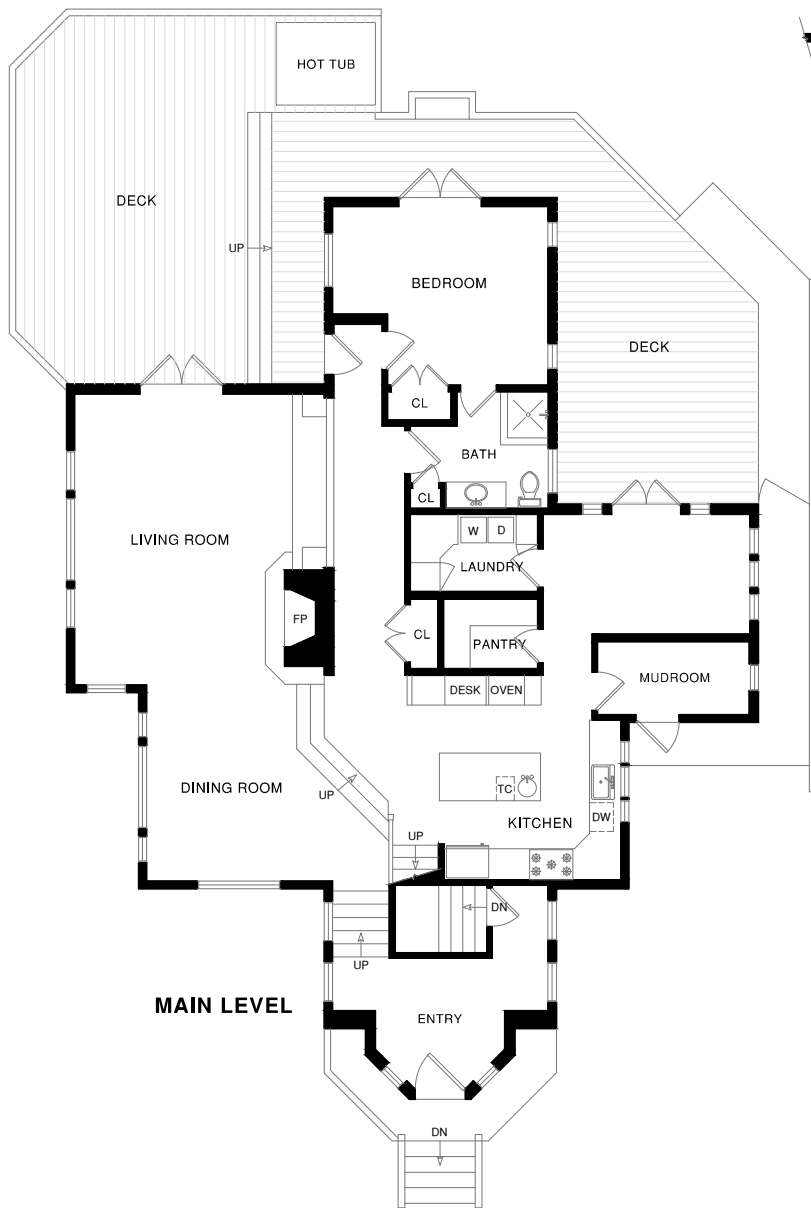 HOT TUB
DECK
UP
BEDROOM
DECK
CL
BATH
CL
LIVING ROOM
W
D
LAUNDRY
FP
CL
PANTRY
MUDROOM
DESK
OVEN
DINING ROOM
UP
TC
KITCHEN
DW
UP
DN
UP
MAIN LEVEL
ENTRY
DN